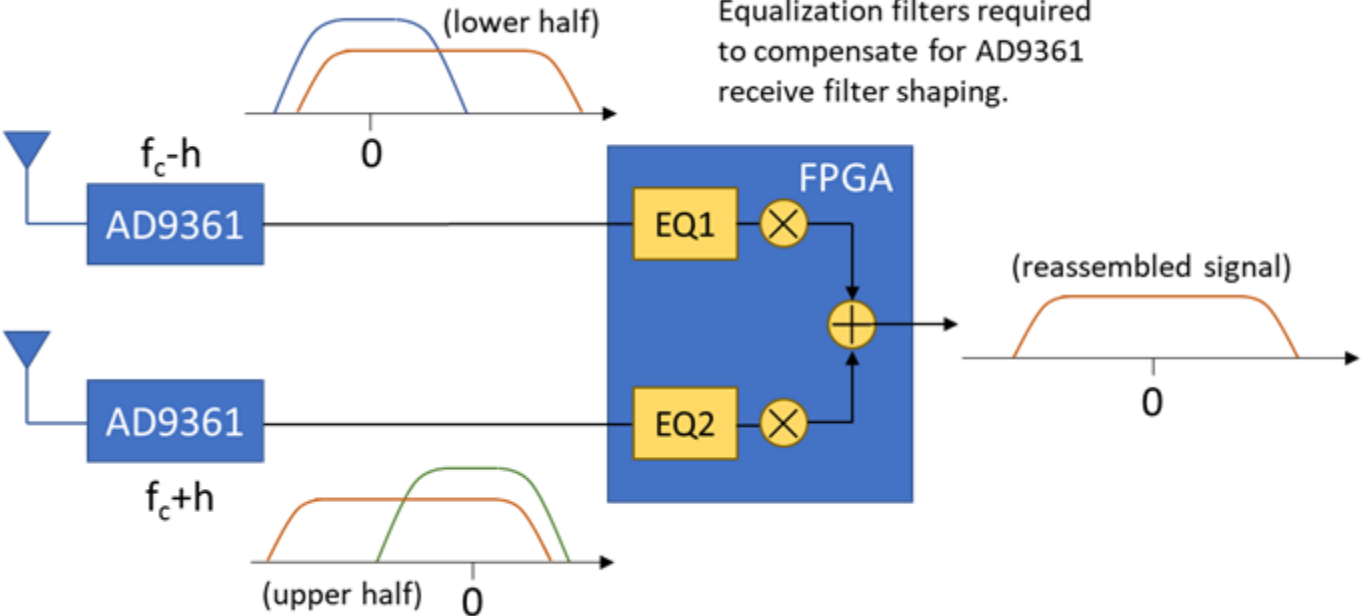 (lower half)
Equalization filters required
to compensate for AD9361
receive filter shaping.
0
fc-h
AD9361
FPGA
EQ1
(reassembled signal)
0
AD9361
EQ2
fc+h
(upper half)
0